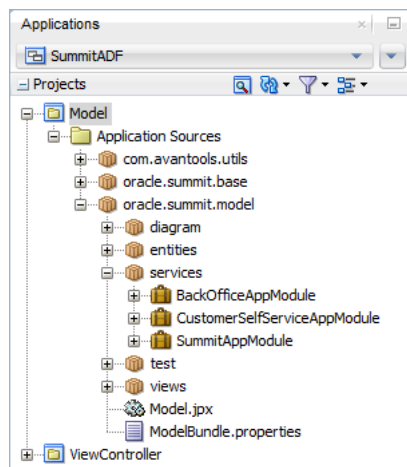 Applications
SummitADF
Projects
Model
Application Sources
com.avantools.utils
oracle.summit.base
oracle.summit.model
diagram
entities
services
BackOfficeAppModule
CustomerSelfServiceAppModule
SummitAppModule
test
views
Model.jpx
ModelBundle.properties
ViewController